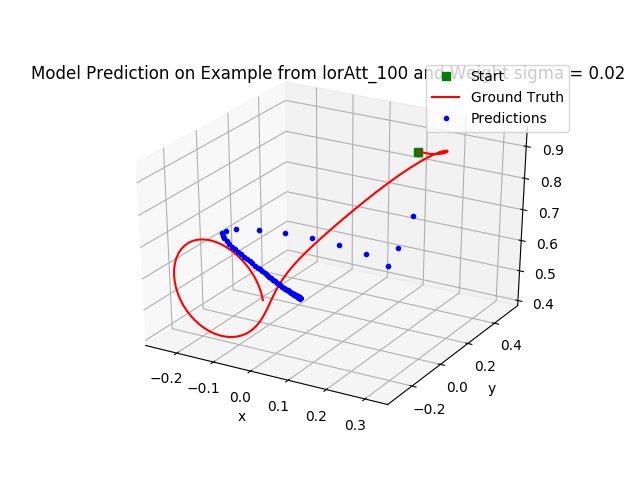 Model Prediction on Example from lorAtt_100 and Weight sigma = 0.02
Start
Ground Truth
Predictions
0.9
0.8
0.7
0.6
0.5
0.4
0.4
0.2
0.0
−0.2
y
−0.2
−0.1
0.0
0.1
0.2
0.3
x